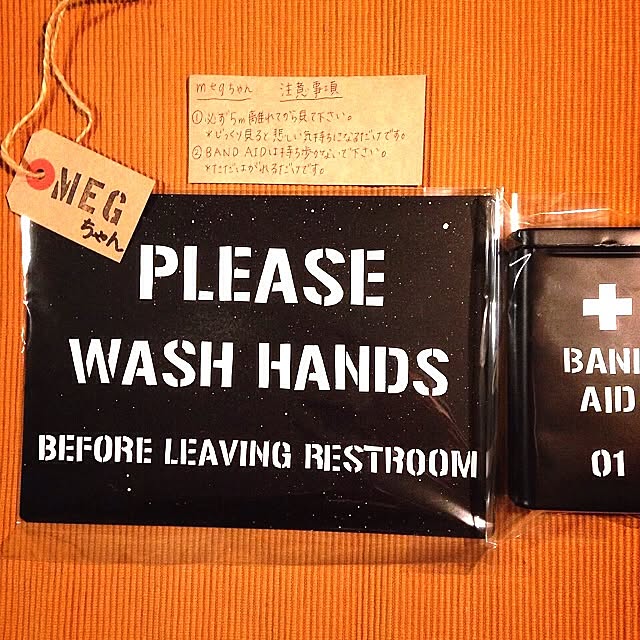 megちゃん 注意事項
①必ず5m離れてから見て下さい。
※じっくり見ると悲しい気持ちになるだけです。
②BAND AIDは持ち歩かないで下さい。
※ただはがれるだけです。
MEG
ちゃん
PLEASE
WASH HANDS
BEFORE LEAVING RESTROOM
BAND
AID
01